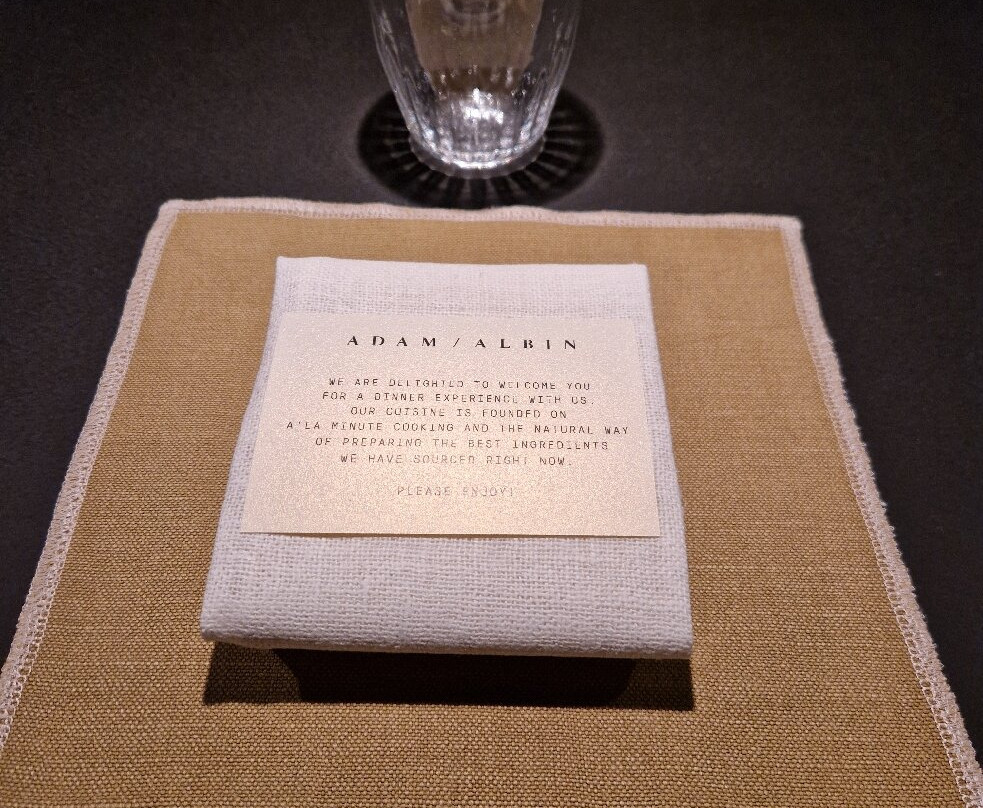 ADAM / ALBIN
WE ARE DELIGHTED TO WELCOME YOU
FOR A DINNER EXPERIENCE WITH US.
OUR CUISINE IS FOUNDED ON
A'LA MINUTE COOKING AND THE NATURAL WAY
OF PREPARING THE BEST INGREDIENTS
WE HAVE SOURCED RIGHT NOW.
PLEASE ENJOY!